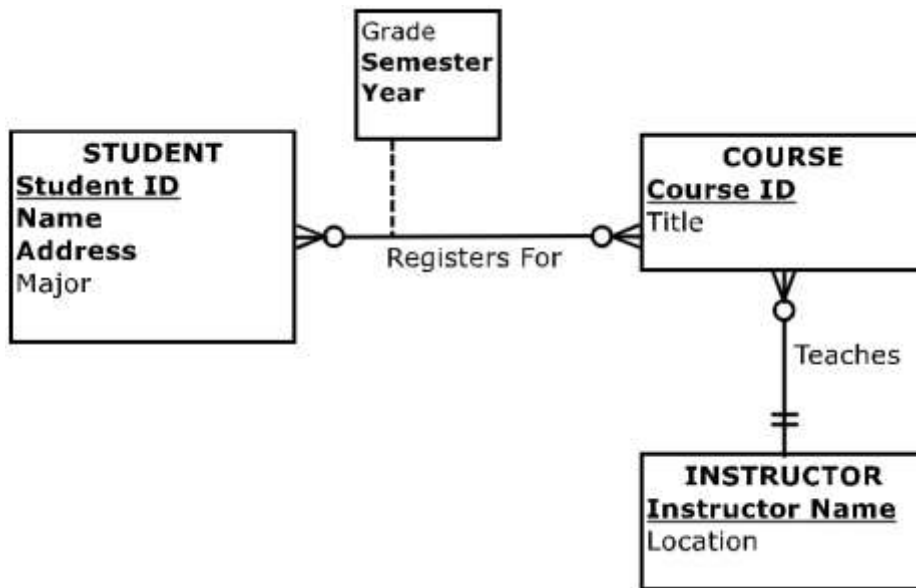 Grade
Semester
Year
STUDENT
Student ID
Name
Address
Major
Registers For
COURSE
Course ID
Title
Teaches
INSTRUCTOR
Instructor Name
Location